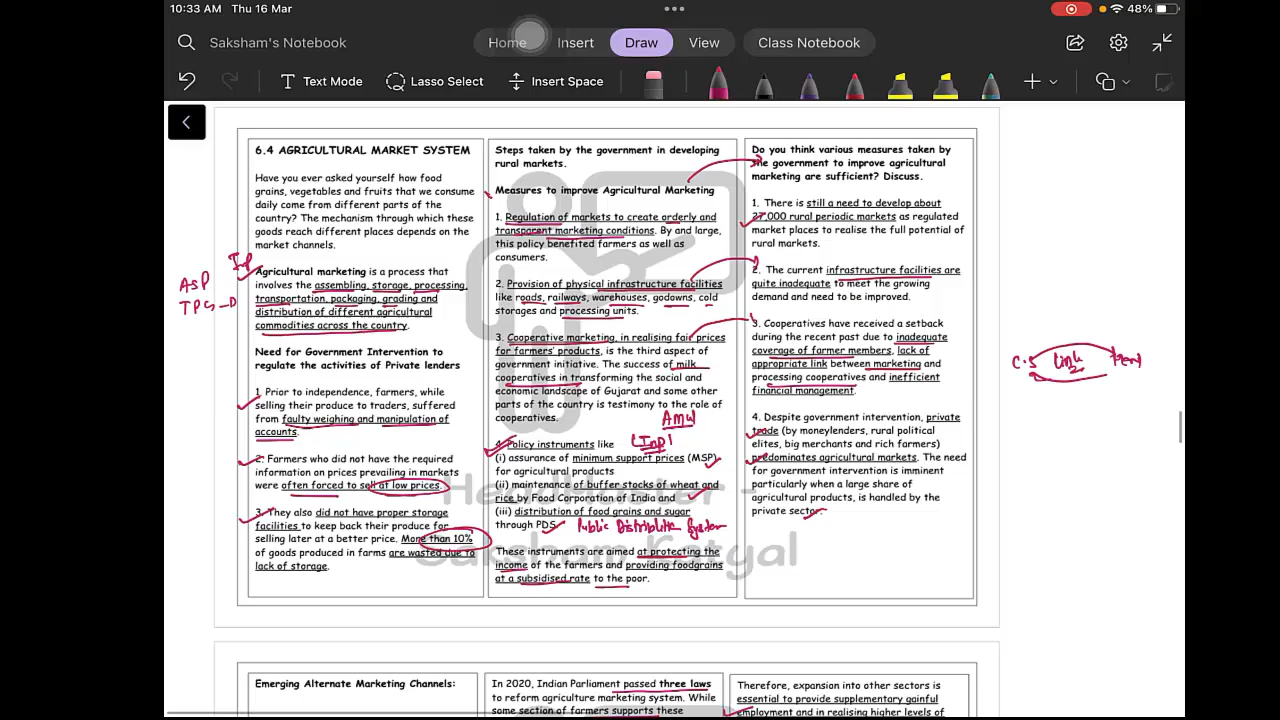 10:33 AM Thu 16 Mar
48%
Saksham's Notebook
Home Insert Draw View Class Notebook
Text Mode Lasso Select Insert Space
6.4 AGRICULTURAL MARKET SYSTEM
Have you ever asked yourself how food
grains, vegetables and fruits that we consume
daily come from different parts of the
country? The mechanism through which these
goods reach different places depends on the
market channels.
Imp
ASP
TPG-D
Agricultural marketing is a process that
involves the assembling, storage, processing,
transportation, packaging, grading and
distribution of different agricultural
commodities across the country.
Need for Government Intervention to
regulate the activities of Private lenders
1. Prior to independence, farmers, while
selling their produce to traders, suffered
from faulty weighing and manipulation of
accounts.
2. Farmers who did not have the required
information on prices prevailing in markets
were often forced to sell at low prices.
3. They also did not have proper storage
facilities to keep back their produce for
selling later at a better price. More than 10%
of goods produced in farms are wasted due to
lack of storage.
Steps taken by the government in developing
rural markets.
Measures to improve Agricultural Marketing
1. Regulation of markets to create orderly and
transparent marketing conditions. By and large,
this policy benefited farmers as well as
consumers.
2. Provision of physical infrastructure facilities
like roads, railways, warehouses, godowns, cold
storages and processing units.
3. Cooperative marketing, in realising fair prices
for farmers' products, is the third aspect of
government initiative. The success of milk
cooperatives in transforming the social and
economic landscape of Gujarat and some other
parts of the country is testimony to the role of
cooperatives.
Amul
4. Policy instruments like
(Imp)
(i) assurance of minimum support prices (MSP)
for agricultural products
(ii) maintenance of buffer stocks of wheat and
rice by Food Corporation of India and
(iii) distribution of food grains and sugar
through PDS
Public Distribution System
These instruments are aimed at protecting the
income of the farmers and providing foodgrains
at a subsidised rate to the poor.
Do you think various measures taken by
the government to improve agricultural
marketing are sufficient? Discuss.
1. There is still a need to develop about
27,000 rural periodic markets as regulated
market places to realise the full potential of
rural markets.
2. The current infrastructure facilities are
quite inadequate to meet the growing
demand and need to be improved.
3. Cooperatives have received a setback
during the recent past due to inadequate
coverage of farmer members, lack of
appropriate link between marketing and
processing cooperatives and inefficient
financial management.
C.S link
4. Despite government intervention, private
trade (by moneylenders, rural political
elites, big merchants and rich farmers)
predominates agricultural markets. The need
for government intervention is imminent
particularly when a large share of
agricultural products, is handled by the
private sector.
HeadMaster -
Saksham Katyal
Emerging Alternate Marketing Channels:
In 2020, Indian Parliament passed three laws
to reform agriculture marketing system. While
some section of farmers supports these
Therefore, expansion into other sectors is
essential to provide supplementary gainful
employment and in realising higher levels of